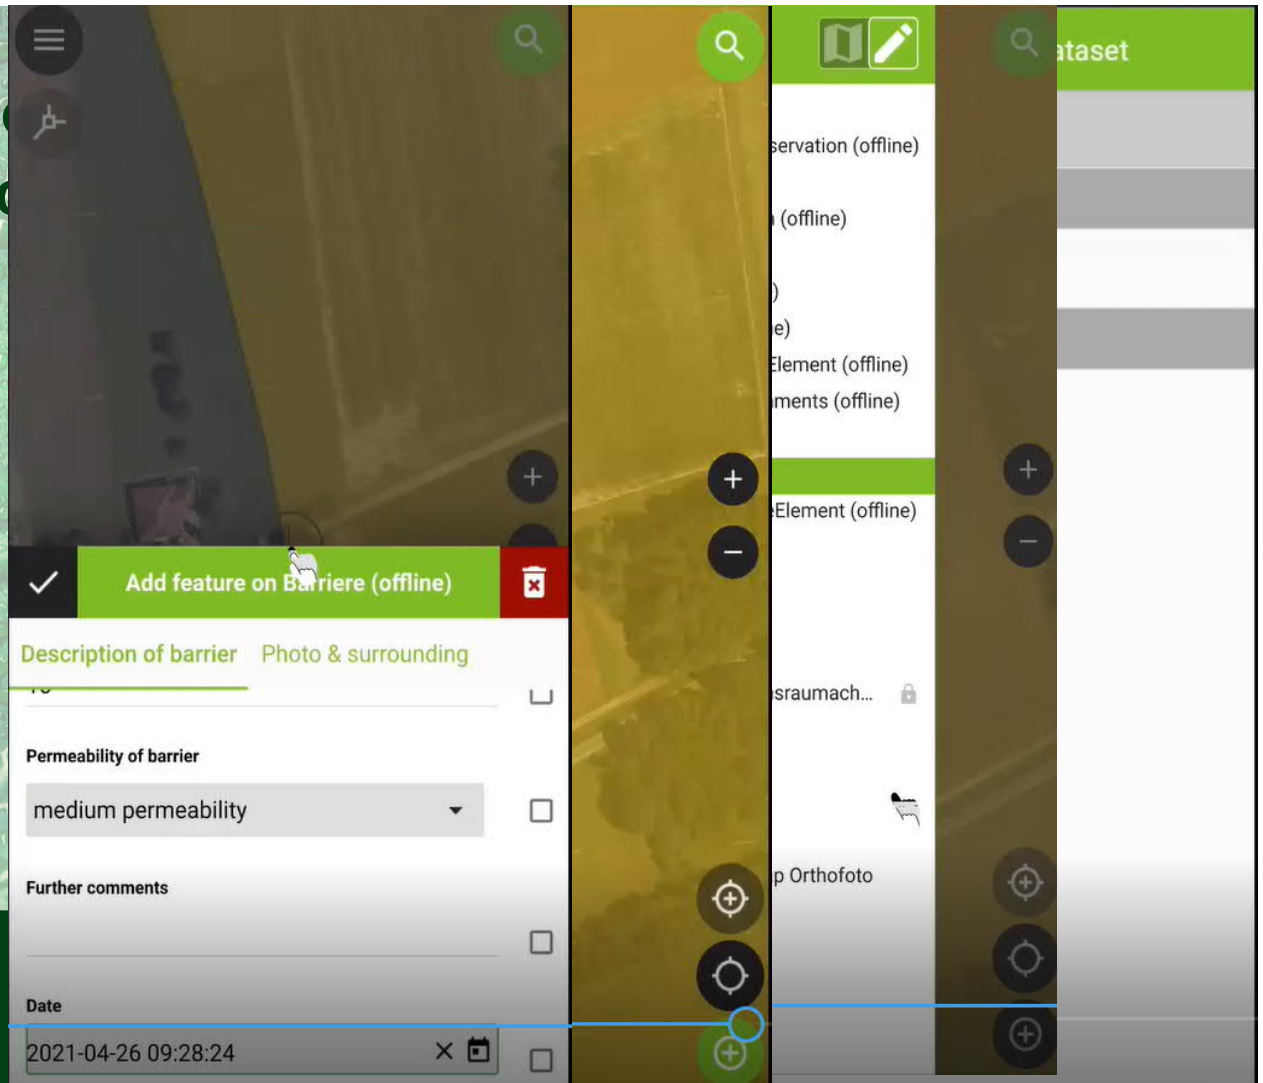 Add feature on Barriere (offline)
Description of barrier Photo & surrounding
Permeability of barrier
medium permeability
Further comments
Date
2021-04-26 09:28:24
servation (offline)
(offline)
)
e)
Element (offline)
ments (offline)
Element (offline)
sraumach...
p Orthofoto
ataset